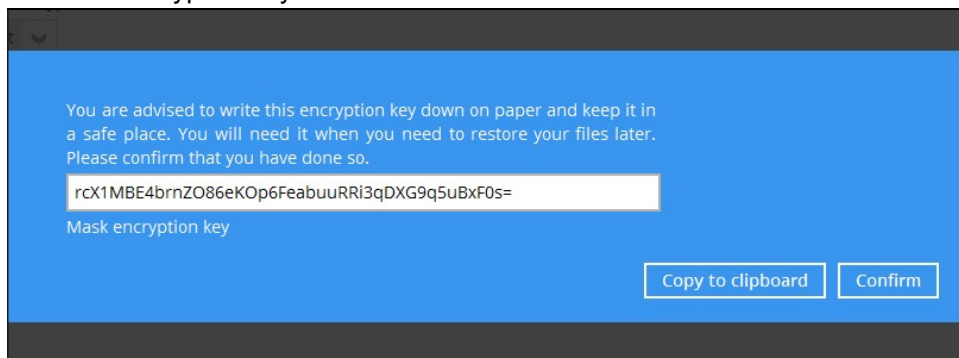 You are advised to write this encryption key down on paper and keep it in
a safe place. You will need it when you need to restore your files later.
Please confirm that you have done so.
rcX1MBE4brnZO86eKOp6FeabuuRRi3qDXG9q5uBxF0s=
Mask encryption key
Copy to clipboard Confirm